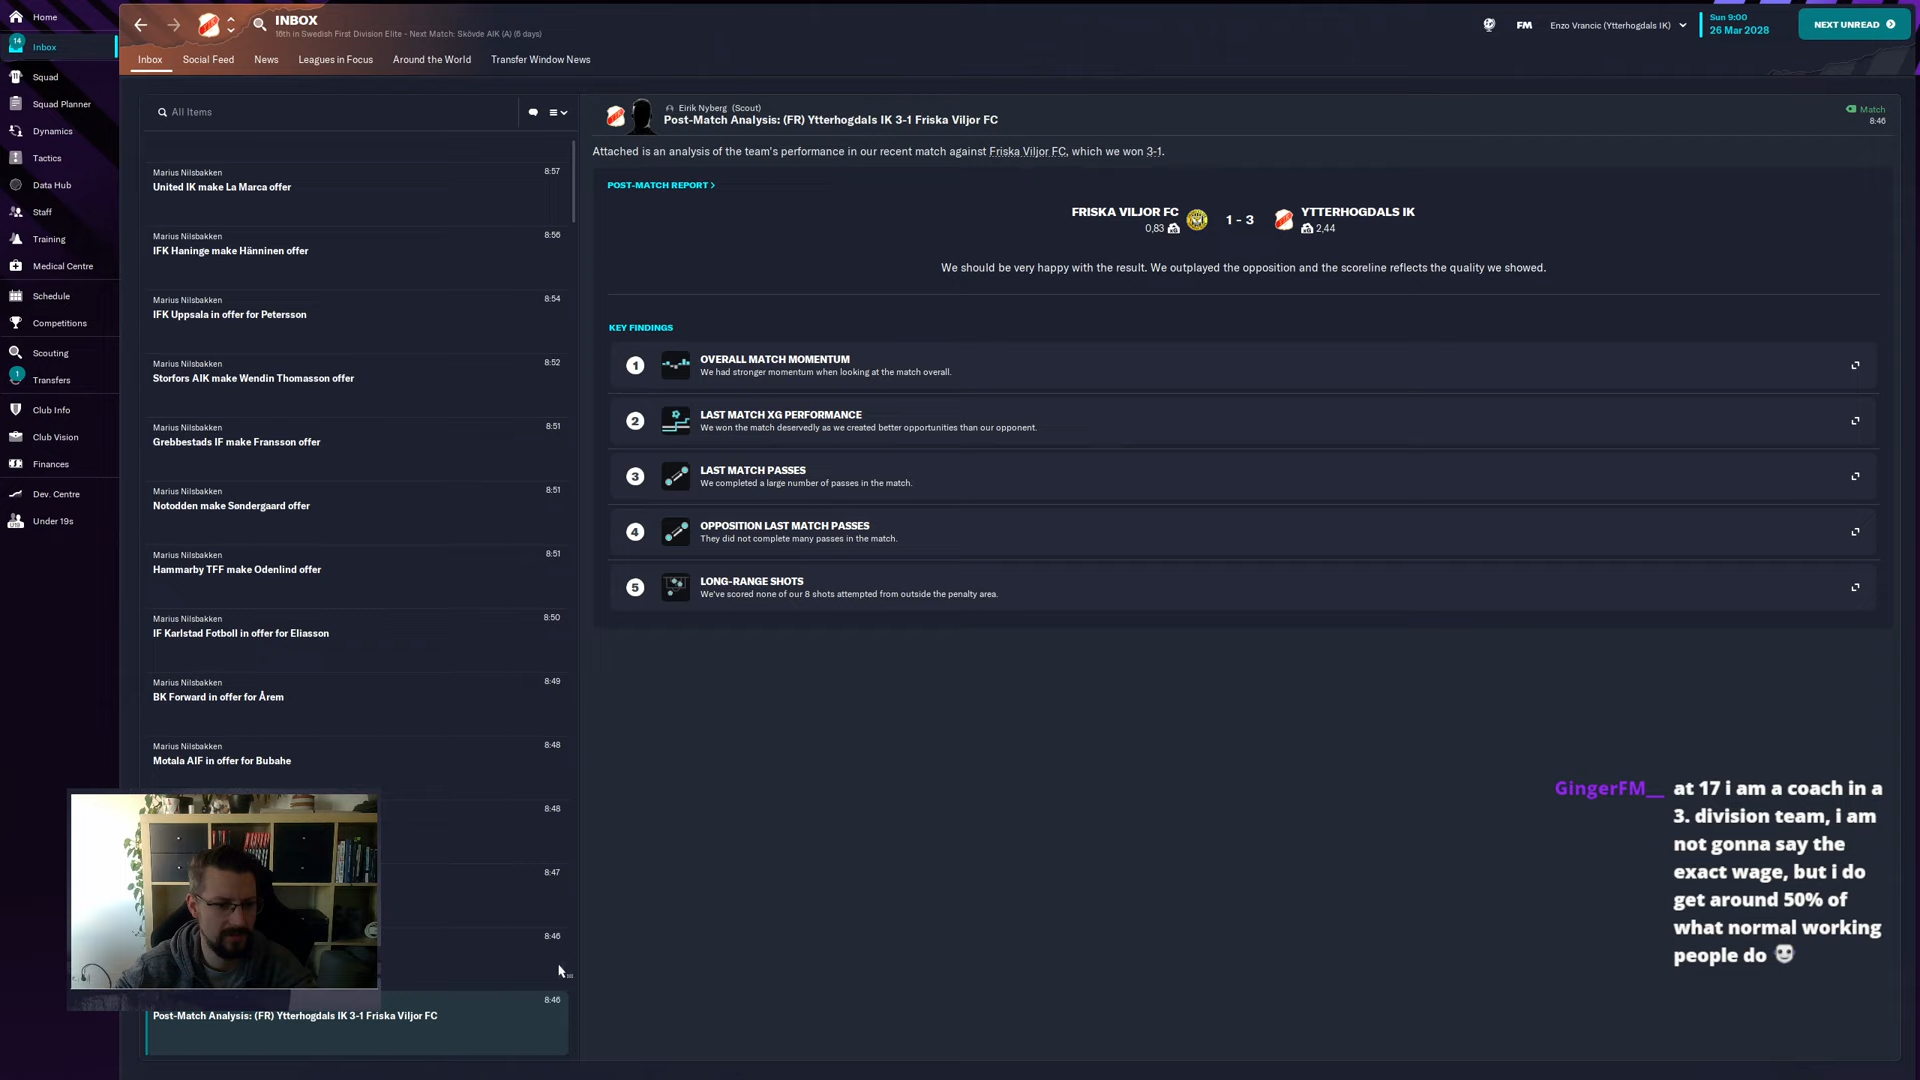 Home
14
Inbox
Squad
Squad Planner
Dynamics
Tactics
Data Hub
Staff
Training
Medical Centre
Schedule
Competitions
Scouting
1
Transfers
Club Info
Club Vision
Finances
Dev. Centre
Under 19s
INBOX
16th in Swedish First Division Elite - Next Match: Skövde AIK (A) (6 days)
FM
Enzo Vrancic (Ytterhogdals IK)
Sun 9:00
26 Mar 2028
NEXT UNREAD
Inbox
Social Feed
News
Leagues in Focus
Around the World
Transfer Window News
All Items
Marius Nilsbakken
8:57
United IK make La Marca offer
Marius Nilsbakken
8:56
IFK Haninge make Hänninen offer
Marius Nilsbakken
8:54
IFK Uppsala in offer for Petersson
Marius Nilsbakken
8:52
Storfors AIK make Wendin Thomasson offer
Marius Nilsbakken
8:51
Grebbestads IF make Fransson offer
Marius Nilsbakken
8:51
Notodden make Søndergaard offer
Marius Nilsbakken
8:51
Hammarby TFF make Odenlind offer
Marius Nilsbakken
8:50
IF Karlstad Fotboll in offer for Eliasson
Marius Nilsbakken
8:49
BK Forward in offer for Årem
Marius Nilsbakken
8:48
Motala AIF in offer for Bubahe
8:48
8:47
8:46
8:46
Post-Match Analysis: (FR) Ytterhogdals IK 3-1 Friska Viljor FC
Eirik Nyberg (Scout)
Post-Match Analysis: (FR) Ytterhogdals IK 3-1 Friska Viljor FC
Match
8:46
Attached is an analysis of the team's performance in our recent match against Friska Viljor FC, which we won 3-1.
POST-MATCH REPORT
FRISKA VILJOR FC
0,83
1 - 3
YTTERHOGDALS IK
2,44
We should be very happy with the result. We outplayed the opposition and the scoreline reflects the quality we showed.
KEY FINDINGS
1
OVERALL MATCH MOMENTUM
We had stronger momentum when looking at the match overall.
2
LAST MATCH XG PERFORMANCE
We won the match deservedly as we created better opportunities than our opponent.
3
LAST MATCH PASSES
We completed a large number of passes in the match.
4
OPPOSITION LAST MATCH PASSES
They did not complete many passes in the match.
5
LONG-RANGE SHOTS
We've scored none of our 8 shots attempted from outside the penalty area.
GingerFM__ at 17 i am a coach in a
3. division team, i am
not gonna say the
exact wage, but i do
get around 50% of
what normal working
people do